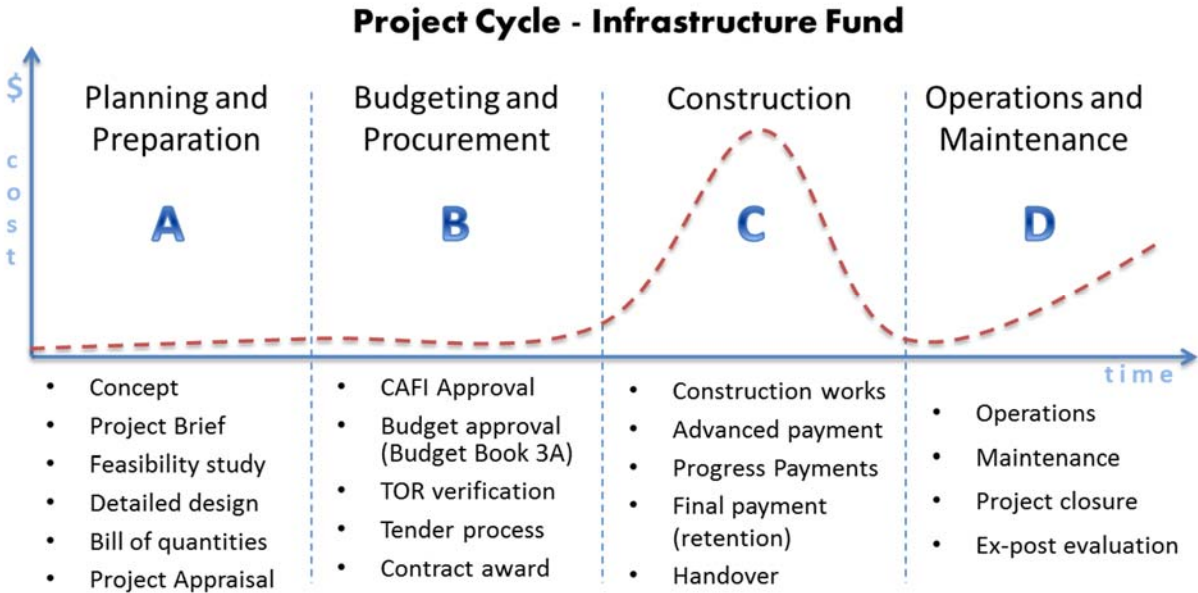 Project Cycle - Infrastructure Fund
$
cost
Planning and
Preparation
A
Budgeting and
Procurement
B
Construction
C
Operations and
Maintenance
D
time
• Concept
• Project Brief
• Feasibility study
• Detailed design
• Bill of quantities
• Project Appraisal
• CAFI Approval
• Budget approval
(Budget Book 3A)
• TOR verification
• Tender process
• Contract award
• Construction works
• Advanced payment
• Progress Payments
• Final payment
(retention)
• Handover
• Operations
• Maintenance
• Project closure
• Ex-post evaluation